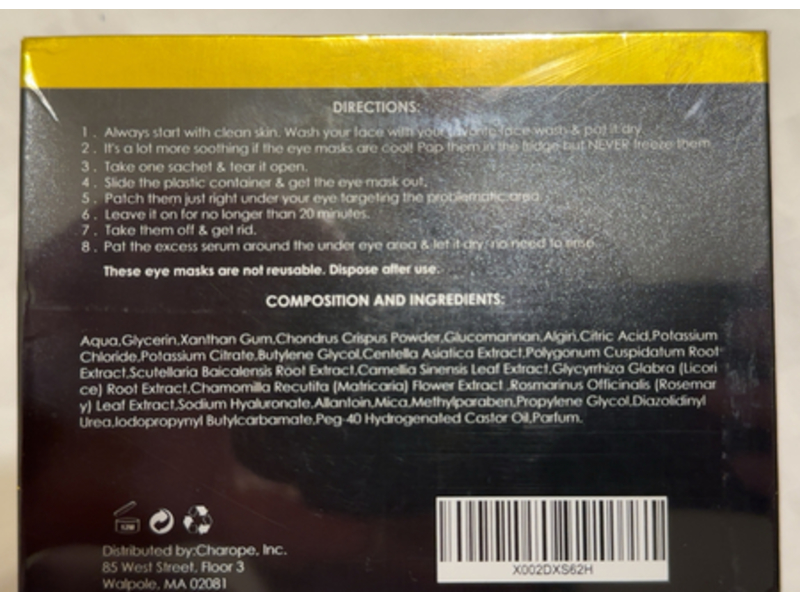 DIRECTIONS:
1 . Always start with clean skin. Wash your face with your favorite face wash & pat it dry
2 . It's a lot more soothing if the eye masks are cool! Pop them in the fridge but NEVER freeze them
3 . Take one sachet & tear it open.
4 . Slide the plastic container & get the eye mask out.
5 . Patch them just right under your eye targeting the problematic area
6 . Leave it on for no longer than 20 minutes.
7 . Take them off & get rid.
8 . Pat the excess serum around the under eye area & let it dry, no need to rinse.
These eye masks are not reusable. Dispose after use.
COMPOSITION AND INGREDIENTS:
Aqua,Glycerin,Xanthan Gum,Chondrus Crispus Powder,Glucomannan,Algin,Citric Acid,Potassium
Chloride,Potassium Citrate,Butylene Glycol,Centella Asiatica Extract,Polygonum Cuspidatum Root
Extract,Scutellaria Baicalensis Root Extract,Camellia Sinensis Leaf Extract,Glycyrrhiza Glabra (Licori
ce) Root Extract,Chamomilla Recutita (Matricaria) Flower Extract ,Rosmarinus Officinalis (Rosemar
y) Leaf Extract,Sodium Hyaluronate,Allantoin,Mica,Methylparaben,Propylene Glycol,Diazolidinyl
Urea,Iodopropynyl Butylcarbamate,Peg-40 Hydrogenated Castor Oil,Parfum.
12M
Distributed by:Charope, Inc.
85 West Street, Floor 3
Walpole, MA 02081
X002DXS62H